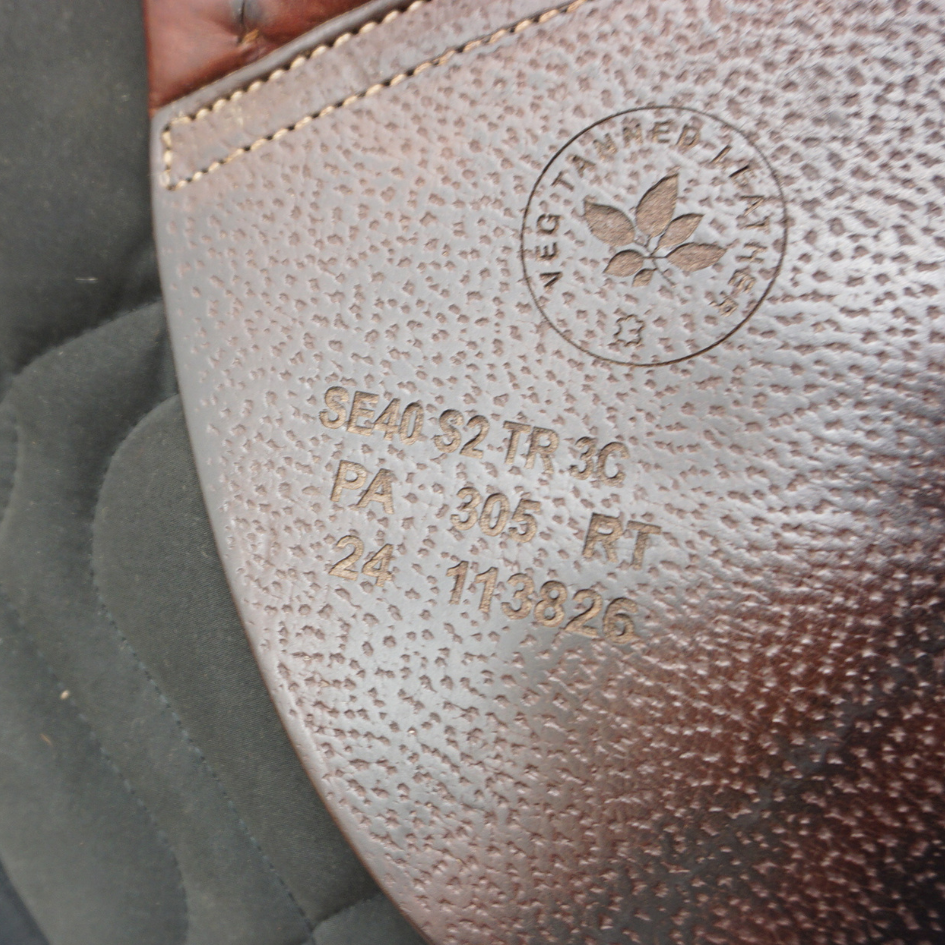 VEG TANNED LEATHER
SE40 S2 TR 3C
PA 305 RT
24 113826